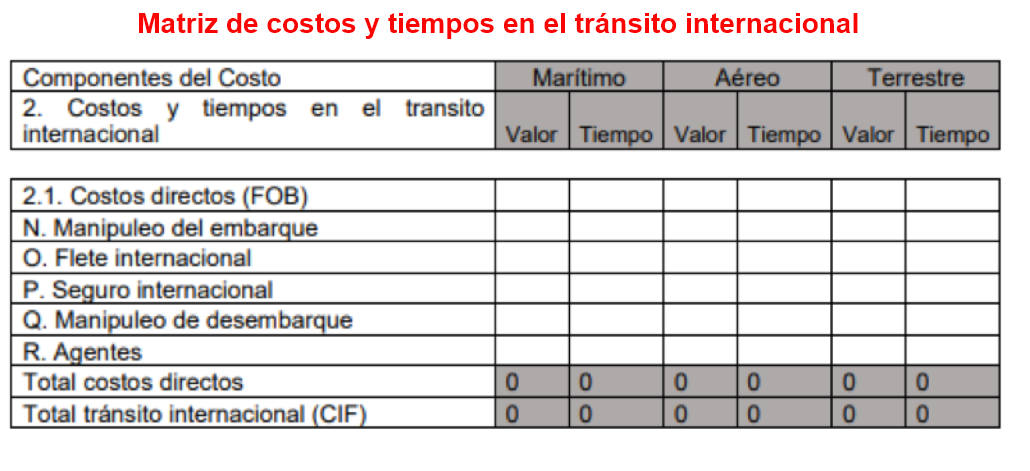 Matriz de costos y tiempos en el tránsito internacional
Componentes del Costo Marítimo Aéreo Terrestre
2. Costos y tiempos en el transito
internacional Valor Tiempo Valor Tiempo Valor Tiempo
2.1. Costos directos (FOB)
N. Manipuleo del embarque
O. Flete internacional
P. Seguro internacional
Q. Manipuleo de desembarque
R. Agentes
Total costos directos 0 0 0 0 0 0
Total tránsito internacional (CIF) 0 0 0 0 0 0